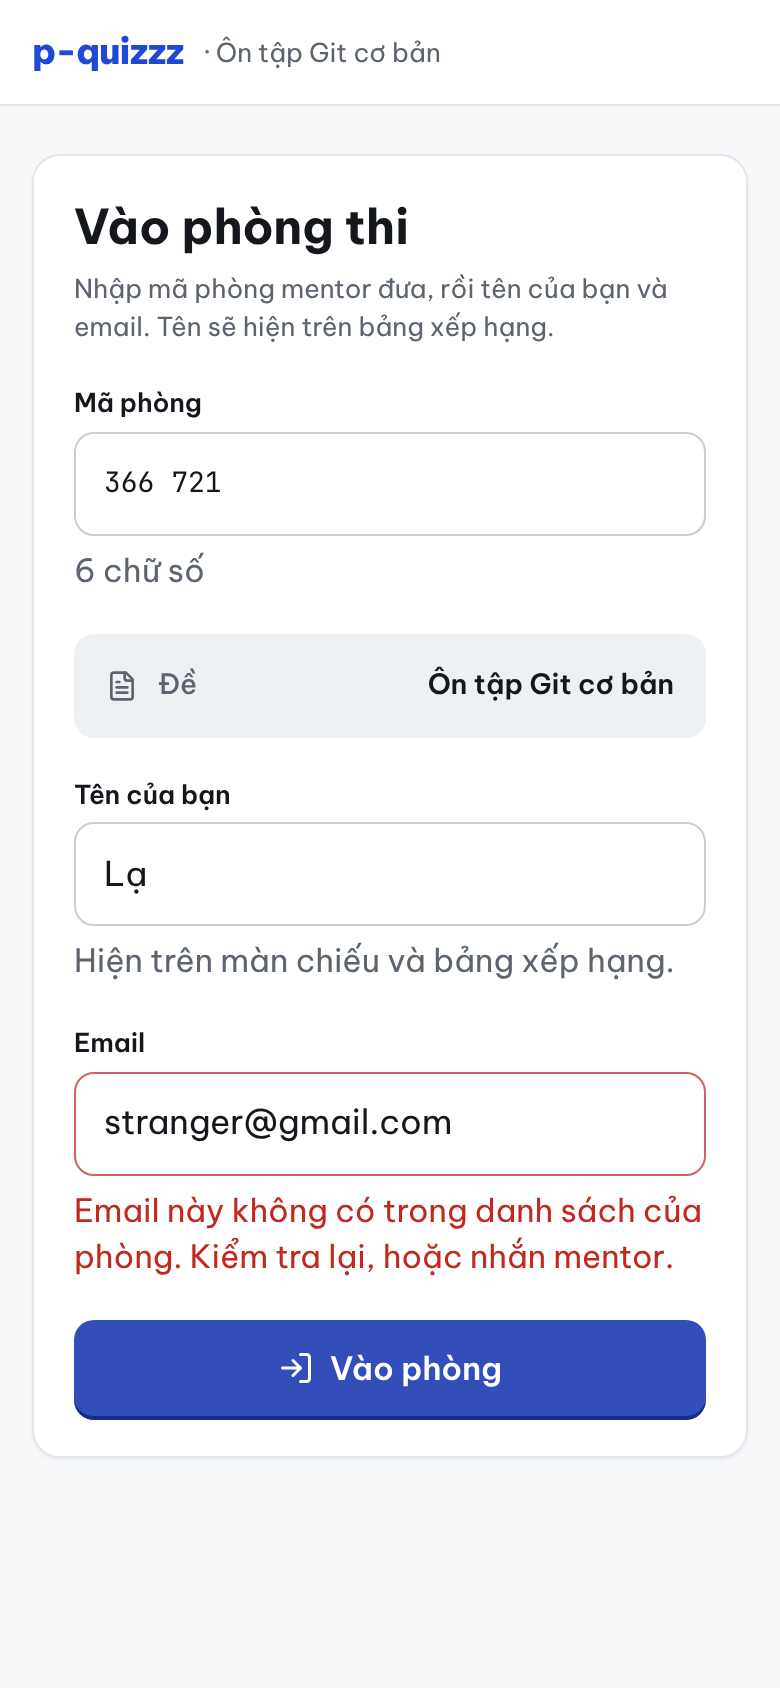 p-quizzz · Ôn tập Git cơ bản
Vào phòng thi
Nhập mã phòng mentor đưa, rồi tên của bạn và
email. Tên sẽ hiện trên bảng xếp hạng.
Mã phòng
366 721
6 chữ số
Đề Ôn tập Git cơ bản
Tên của bạn
Lạ
Hiện trên màn chiếu và bảng xếp hạng.
Email
stranger@gmail.com
Email này không có trong danh sách của
phòng. Kiểm tra lại, hoặc nhắn mentor.
Vào phòng